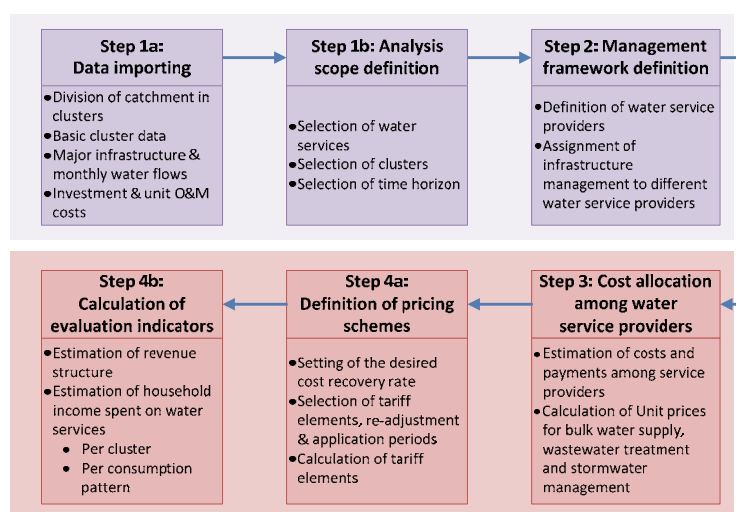 Step 1a:
Data importing
•Division of catchment in
clusters
•Basic cluster data
•Major infrastructure &
monthly water flows
•Investment & unit O&M
costs
Step 1b: Analysis
scope definition
•Selection of water
services
•Selection of clusters
•Selection of time horizon
Step 2: Management
framework definition
•Definition of water service
providers
•Assignment of
infrastructure
management to different
water service providers
Step 4b:
Calculation of
evaluation indicators
•Estimation of revenue
structure
•Estimation of household
income spent on water
services
• Per cluster
• Per consumption
pattern
Step 4a:
Definition of pricing
schemes
•Setting of the desired
cost recovery rate
•Selection of tariff
elements, re-adjustment
& application periods
•Calculation of tariff
elements
Step 3: Cost allocation
among water
service providers
•Estimation of costs and
payments among service
providers
•Calculation of Unit prices
for bulk water supply,
wastewater treatment
and stormwater
management